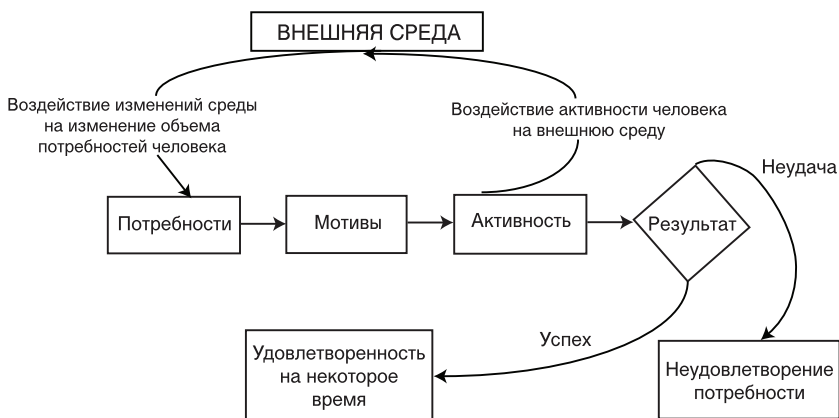 ВНЕШНЯЯ СРЕДА
Воздействие изменений среды
на изменение объема
потребностей человека
Воздействие активности человека
на внешнюю среду
Неудача
Потребности
Мотивы
Активность
Результат
Успех
Удовлетворенность
на некоторое
время
Неудовлетворение
потребности